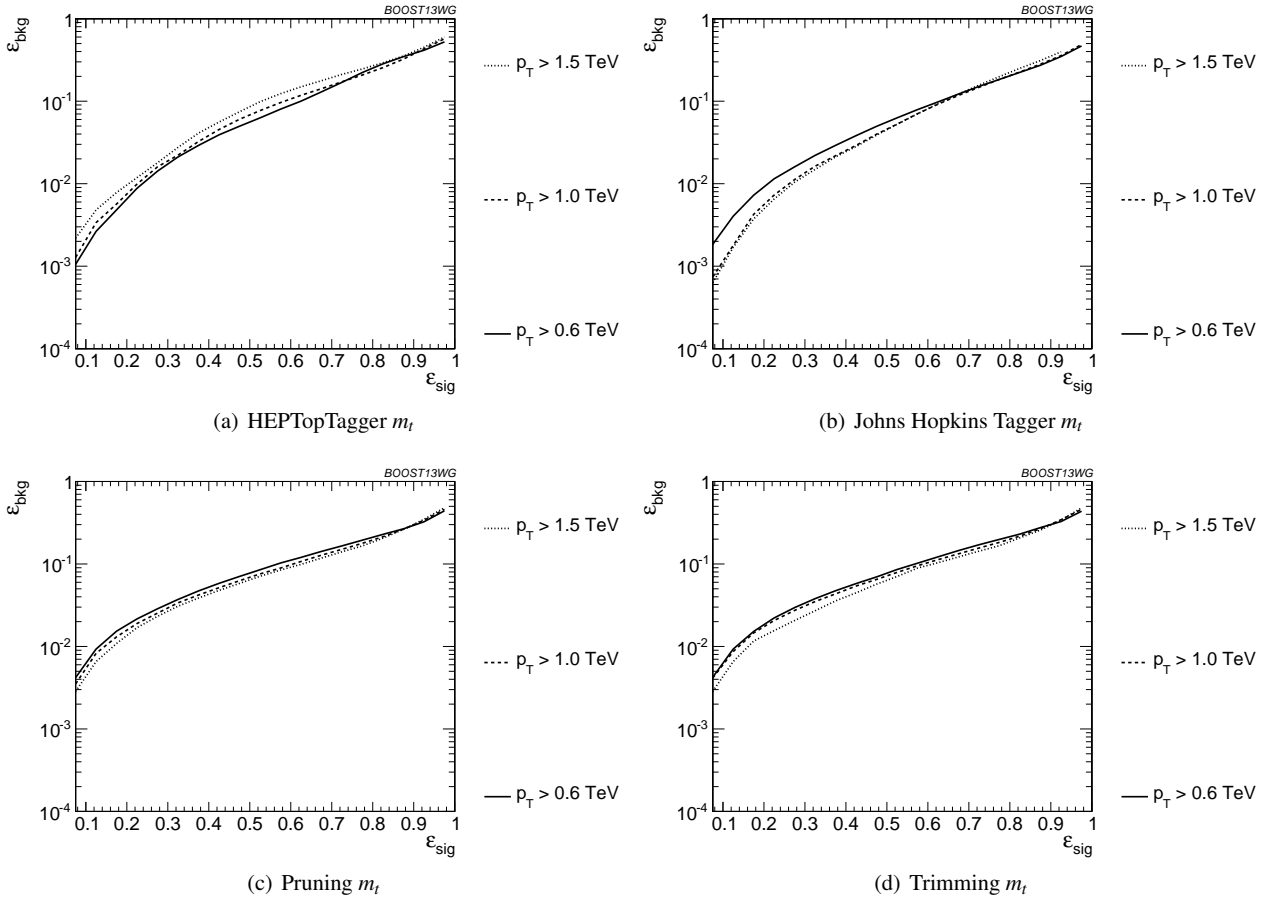 BOOST13WG
ε_bkg
1
10^-1
10^-2
10^-3
10^-4
0.1 0.2 0.3 0.4 0.5 0.6 0.7 0.8 0.9 1
ε_sig
p_T > 1.5 TeV
p_T > 1.0 TeV
p_T > 0.6 TeV
(a) HEPTopTagger m_t
BOOST13WG
ε_bkg
1
10^-1
10^-2
10^-3
10^-4
0.1 0.2 0.3 0.4 0.5 0.6 0.7 0.8 0.9 1
ε_sig
p_T > 1.5 TeV
p_T > 1.0 TeV
p_T > 0.6 TeV
(b) Johns Hopkins Tagger m_t
BOOST13WG
ε_bkg
1
10^-1
10^-2
10^-3
10^-4
0.1 0.2 0.3 0.4 0.5 0.6 0.7 0.8 0.9 1
ε_sig
p_T > 1.5 TeV
p_T > 1.0 TeV
p_T > 0.6 TeV
(c) Pruning m_t
BOOST13WG
ε_bkg
1
10^-1
10^-2
10^-3
10^-4
0.1 0.2 0.3 0.4 0.5 0.6 0.7 0.8 0.9 1
ε_sig
p_T > 1.5 TeV
p_T > 1.0 TeV
p_T > 0.6 TeV
(d) Trimming m_t